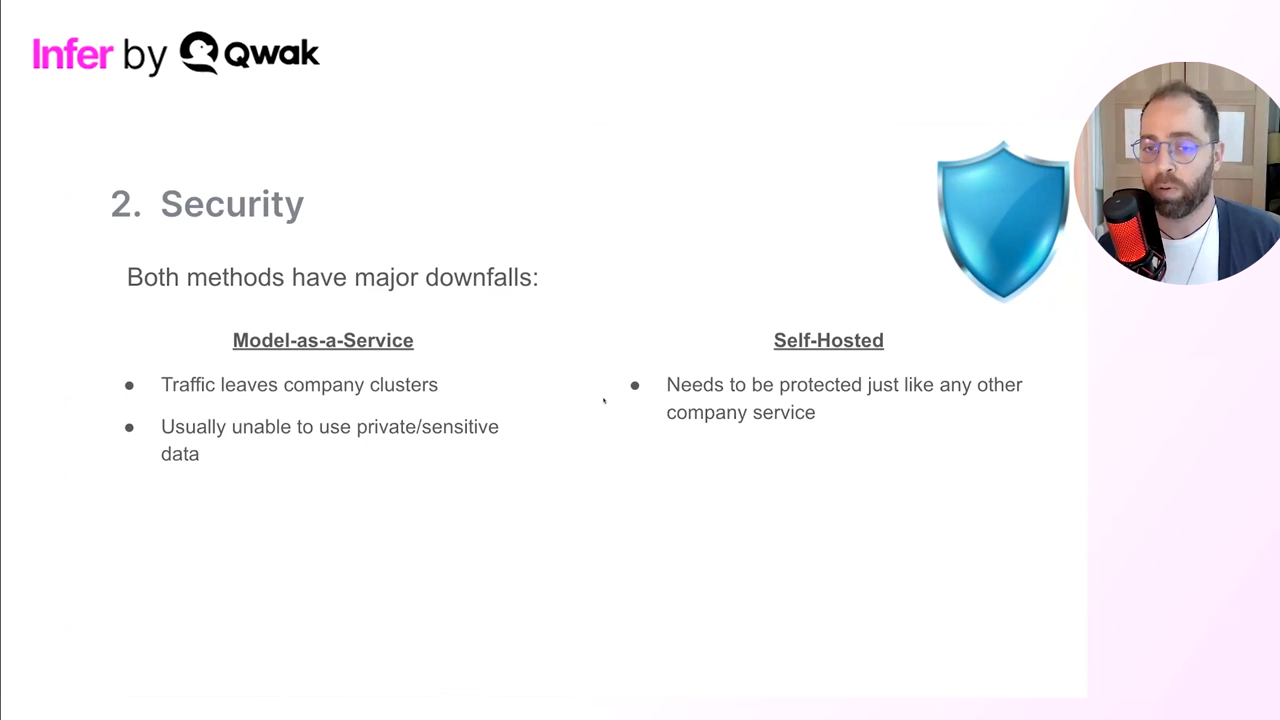 Infer by Qwak
2. Security
Both methods have major downfalls:
Model-as-a-Service
● Traffic leaves company clusters
● Usually unable to use private/sensitive
data
Self-Hosted
● Needs to be protected just like any other
company service